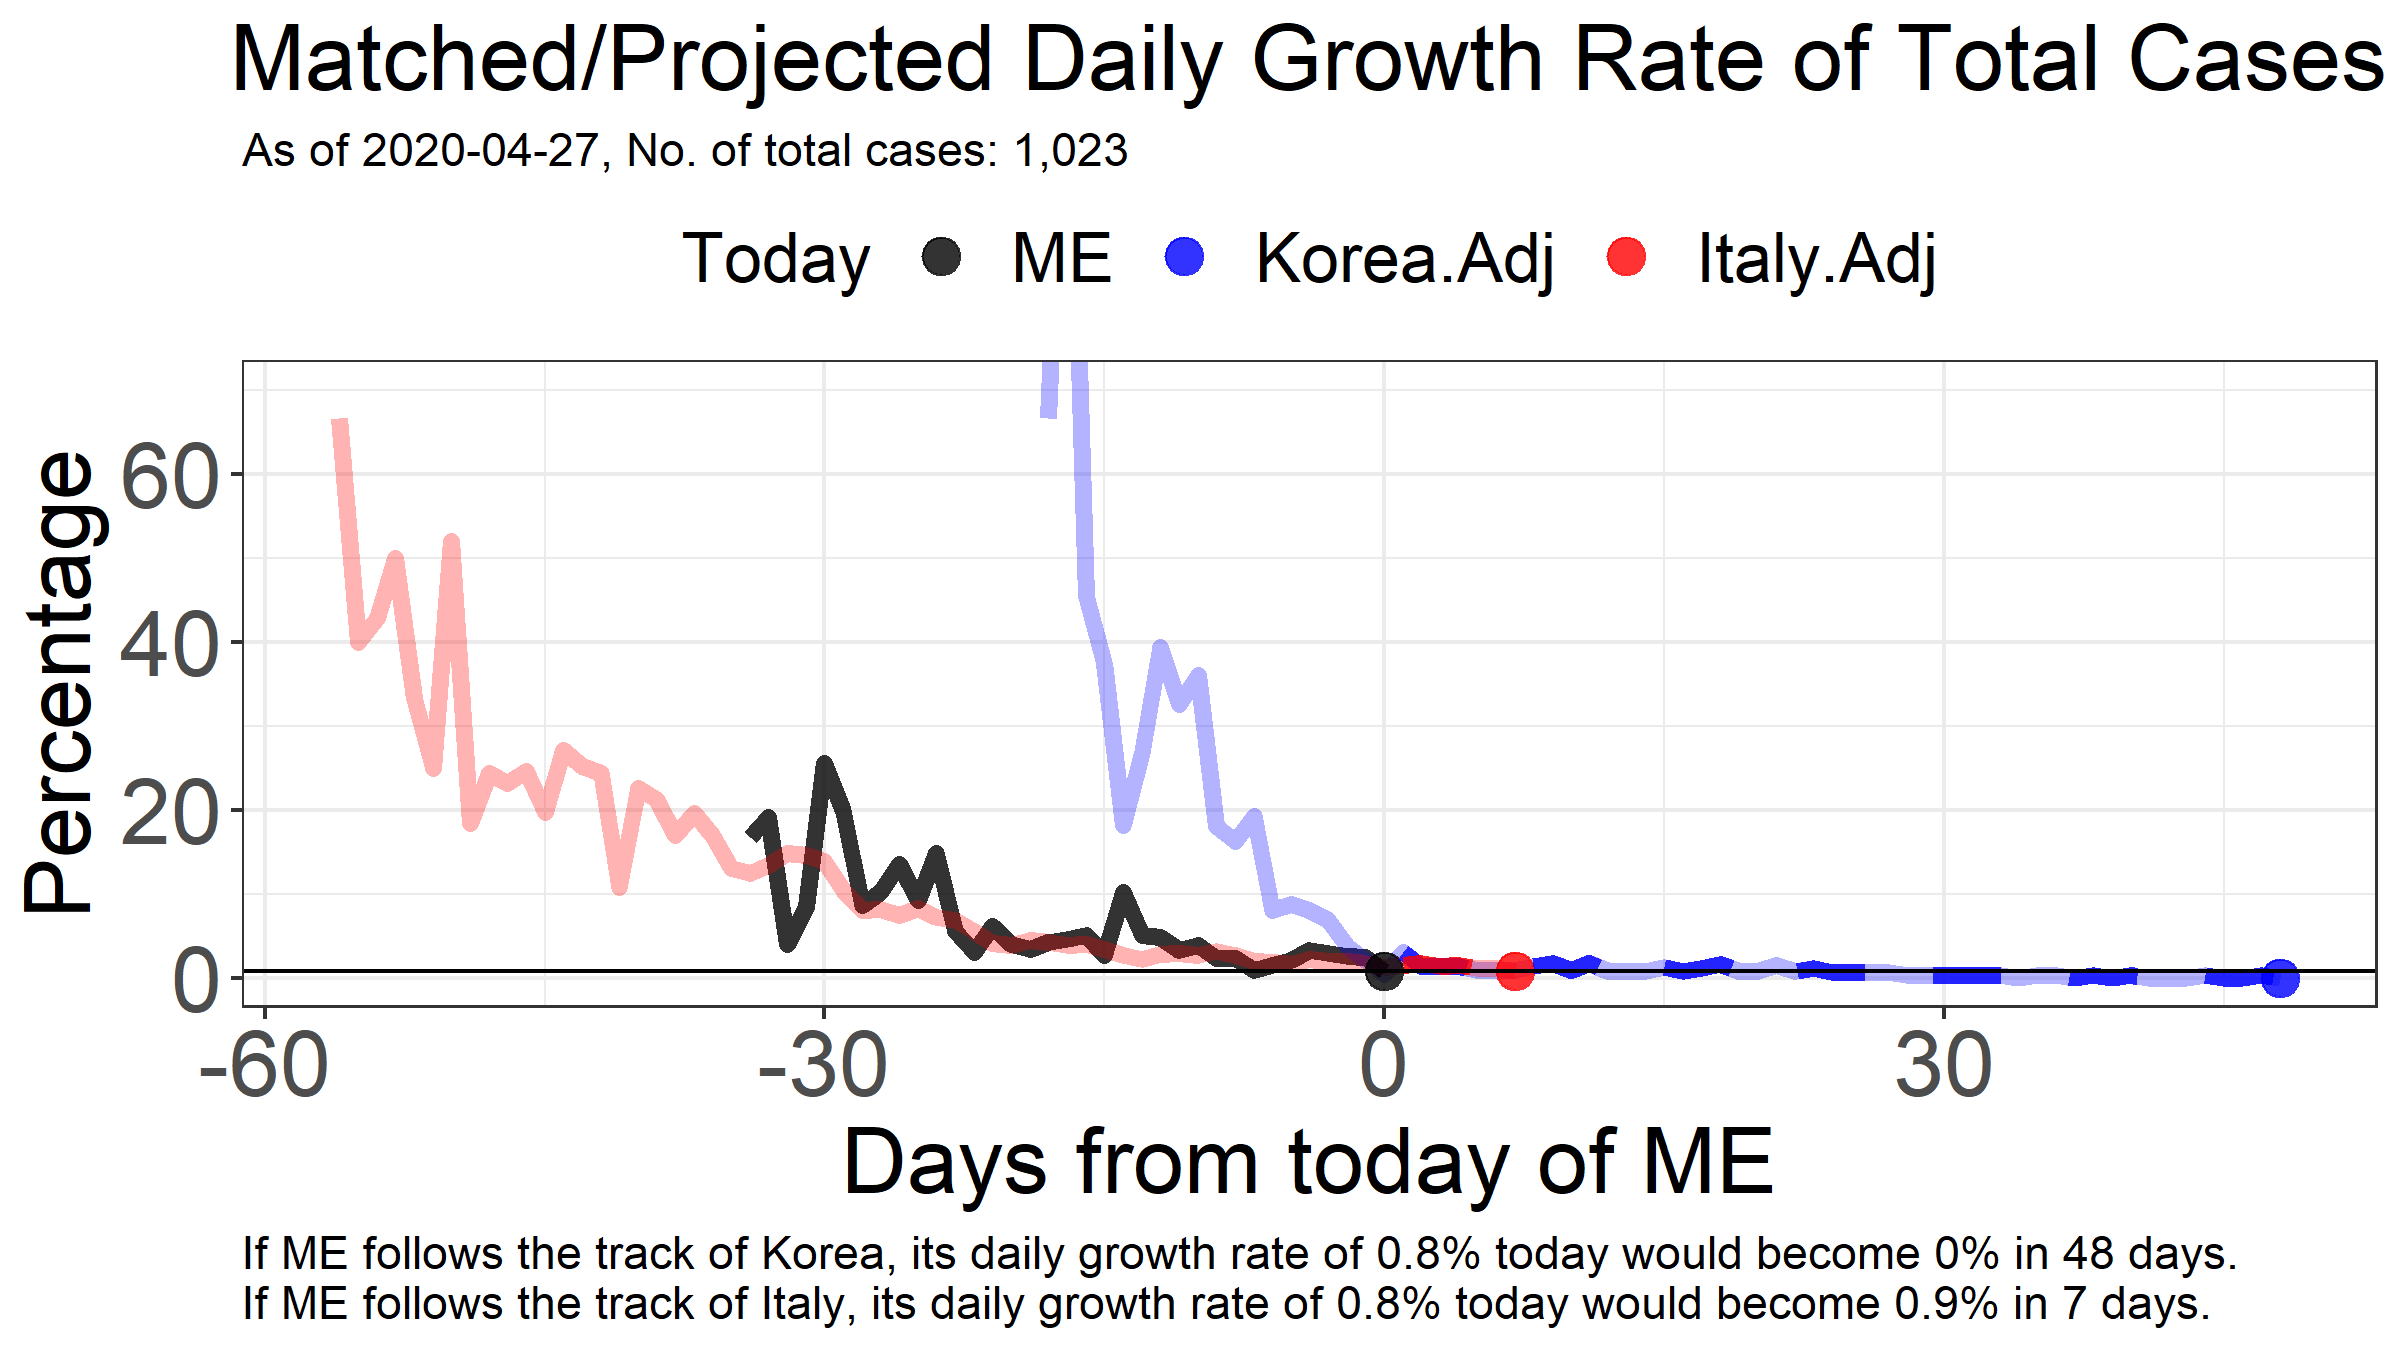 Matched/Projected Daily Growth Rate of Total Cases
As of 2020-04-27, No. of total cases: 1,023
Today ME Korea.Adj Italy.Adj
Percentage
60
40
20
0
-60 -30 0 30
Days from today of ME
If ME follows the track of Korea, its daily growth rate of 0.8% today would become 0% in 48 days.
If ME follows the track of Italy, its daily growth rate of 0.8% today would become 0.9% in 7 days.